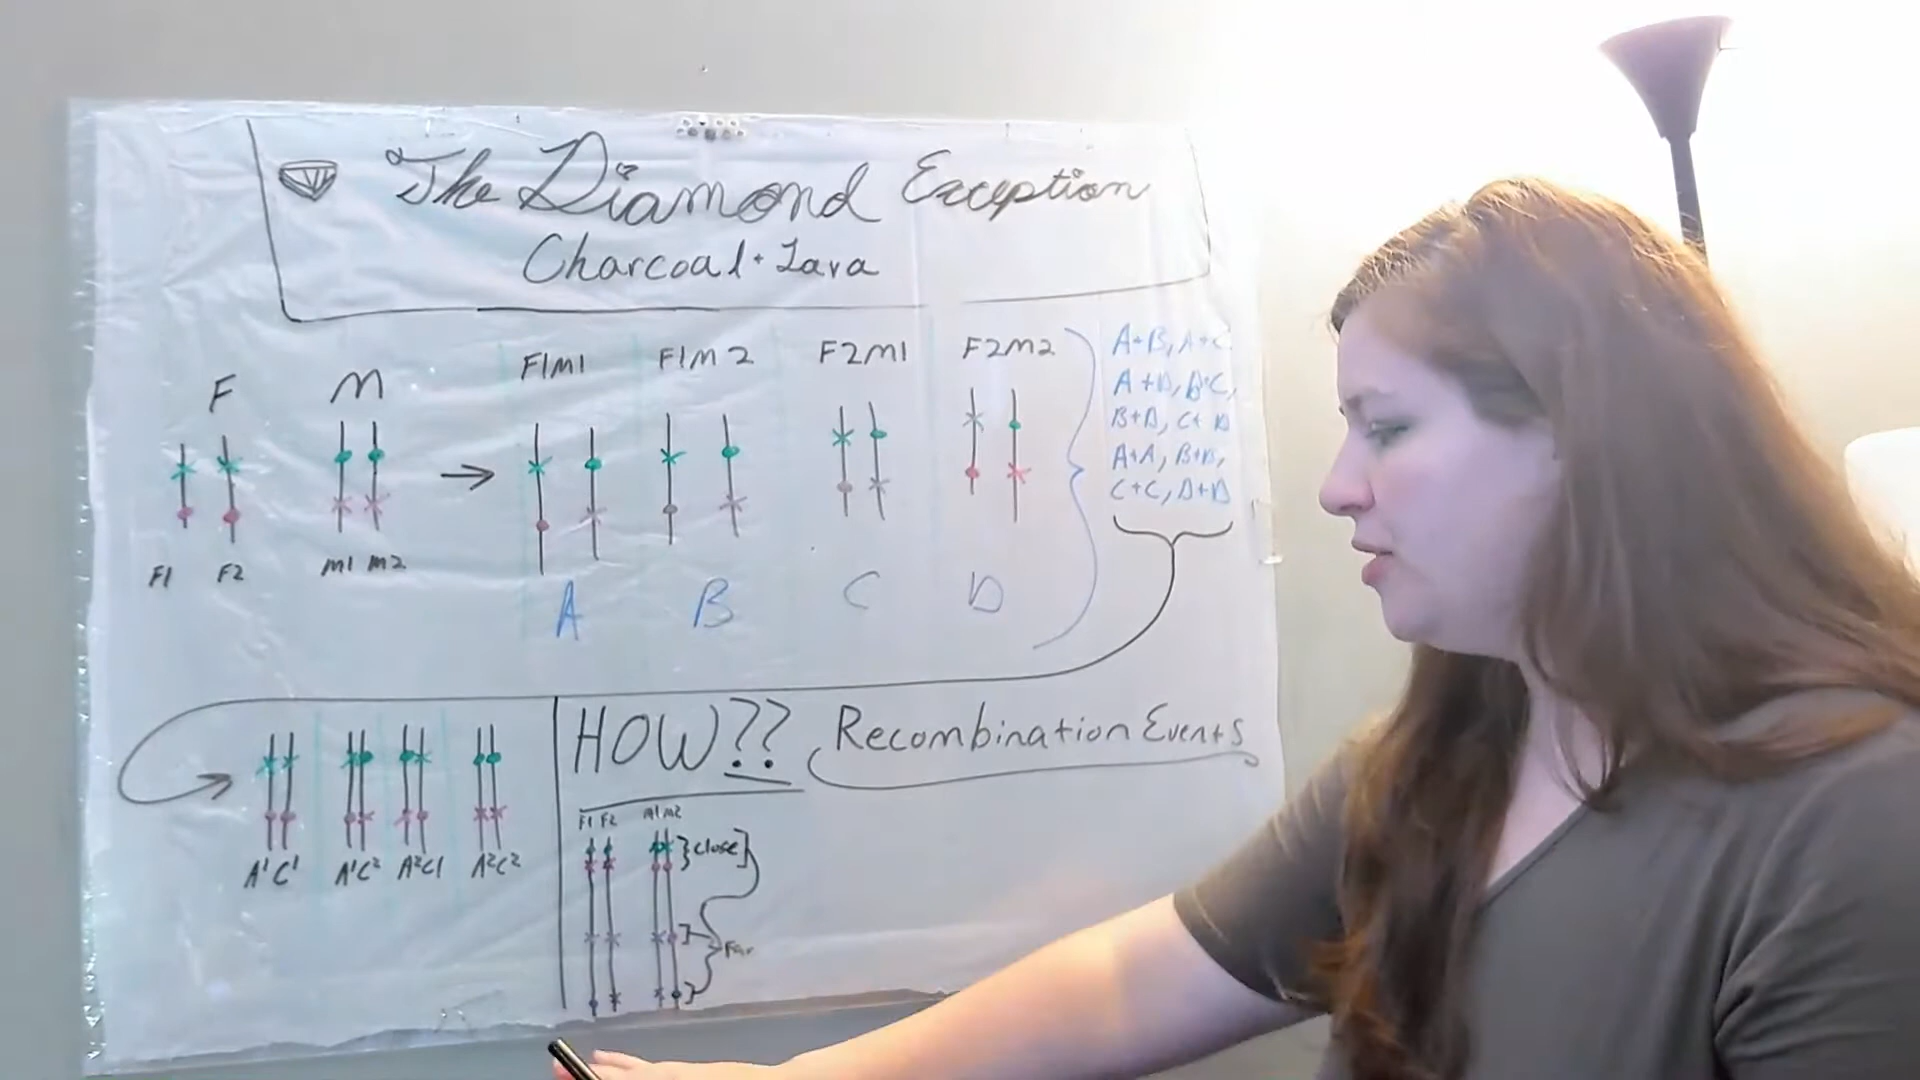 The Diamond Exception
Charcoal + Lava
F M
F1M1 F1M2 F2M1 F2M2
F1 F2 M1 M2
A B C D
A+B, A+C
A+D, B+C,
B+D, C+D
A+A, B+B,
C+C, D+D
A¹C¹ A¹C² A²C1 A²C²
HOW?? Recombination Events
F1 F2 M1 M2
close
Far